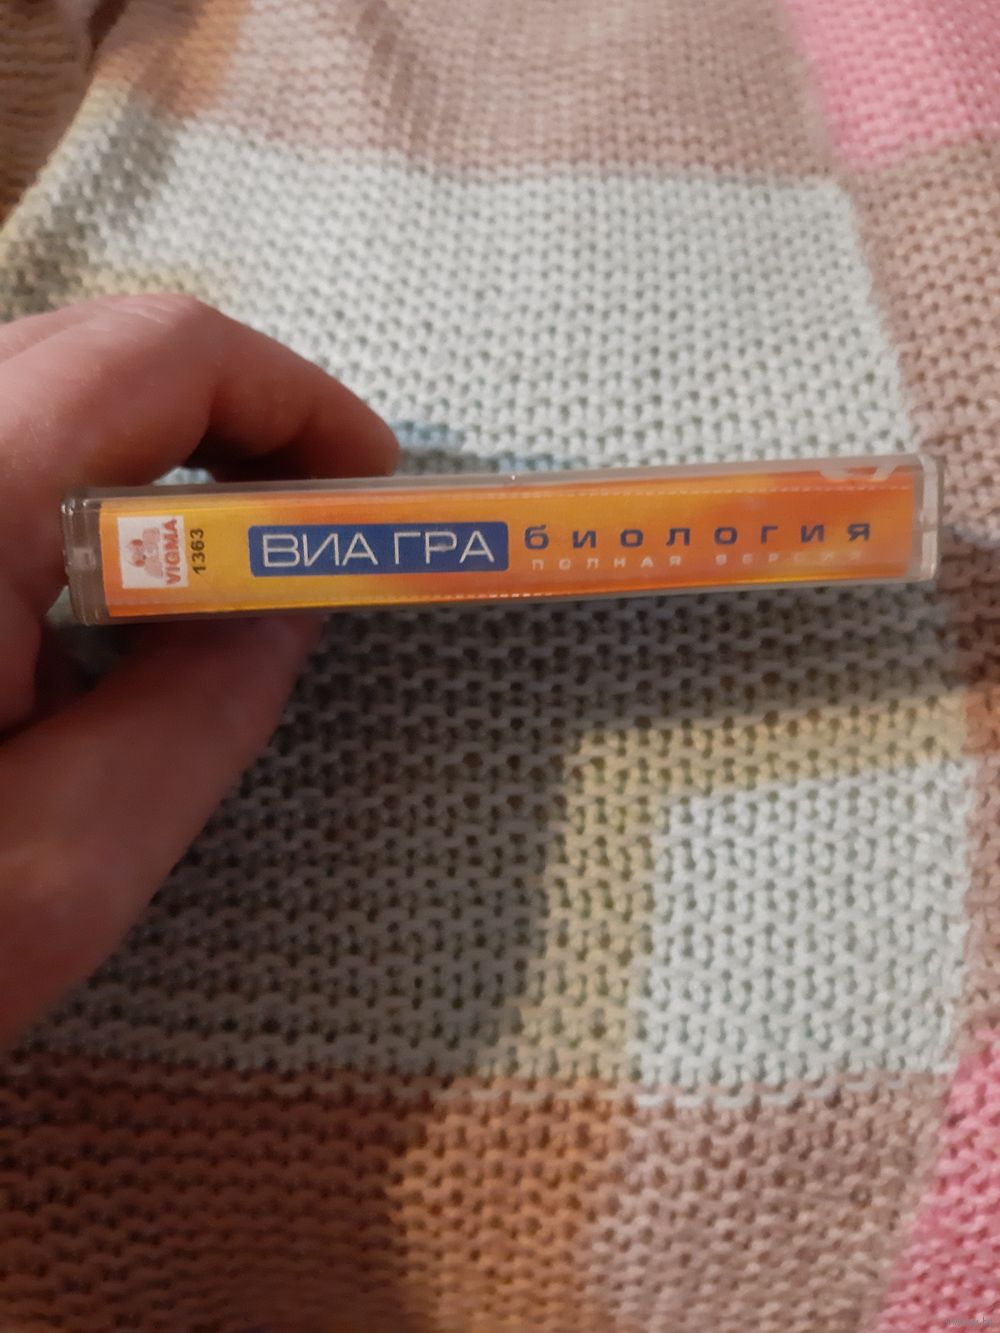 VIGMA
1363
ВИА ГРА
биология
ПОЛНАЯ ВЕРСИЯ